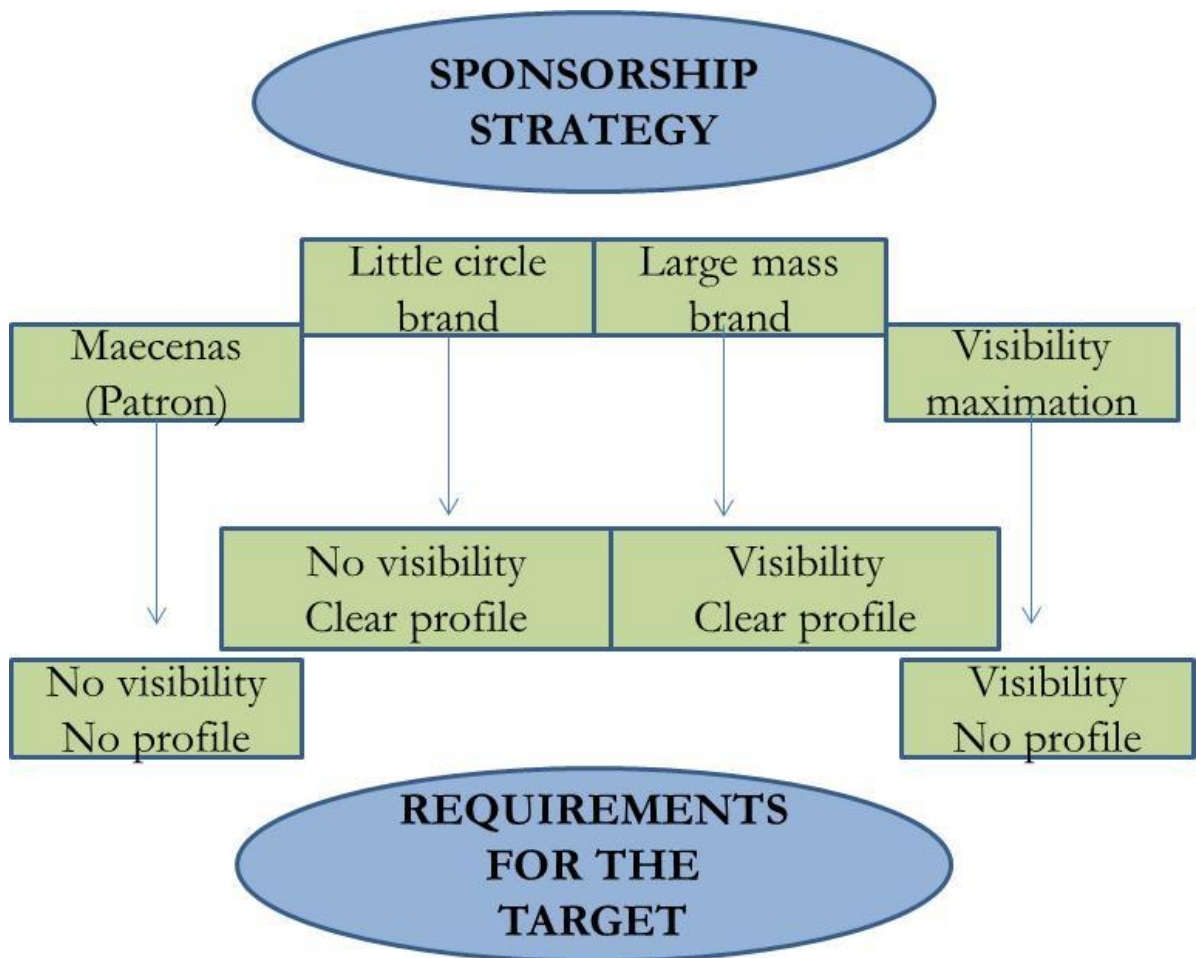 SPONSORSHIP
STRATEGY
Little circle
brand
Large mass
brand
Maecenas
(Patron)
Visibility
maximation
No visibility
Clear profile
Visibility
Clear profile
No visibility
No profile
Visibility
No profile
REQUIREMENTS
FOR THE
TARGET